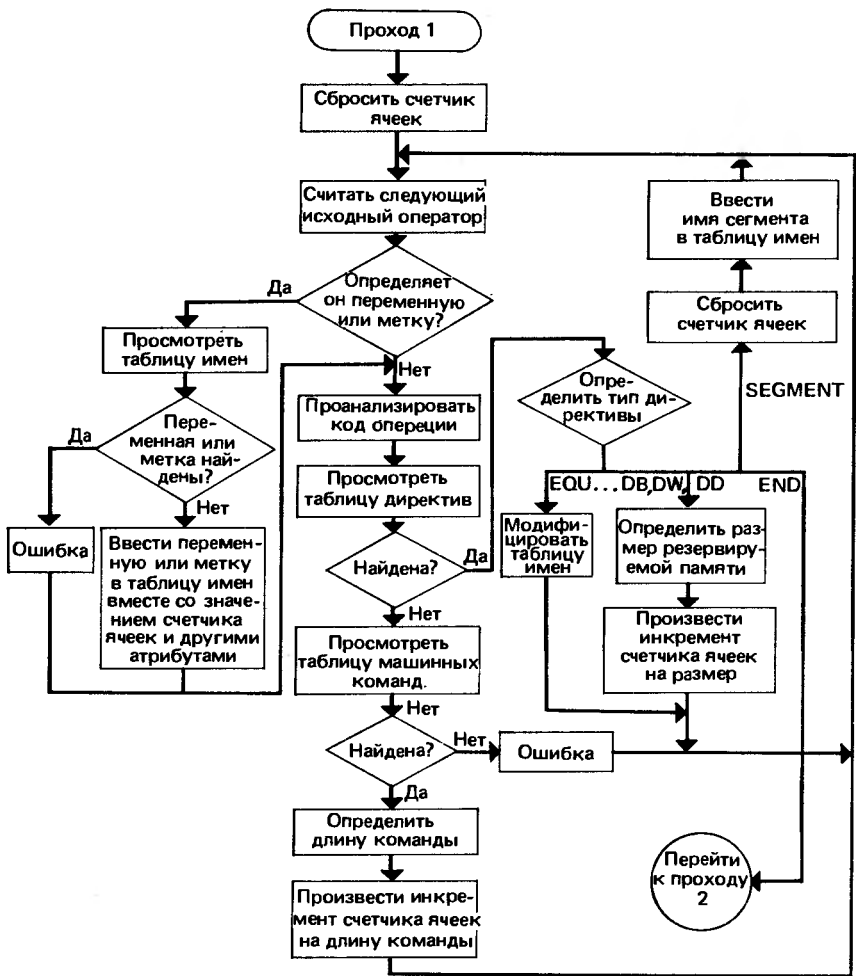 Проход 1
Сбросить счетчик
ячеек
Считать следующий
исходный оператор
Определяет
он переменную
или метку?
Да
Нет
Просмотреть
таблицу имен
Пере-
менная или
метка най-
дены?
Да
Нет
Ошибка
Ввести перемен-
ную или метку
в таблицу имен
вместе со значе-
нием счетчика
ячеек и другими
атрибутами
Проанализировать
код опереции
Просмотреть
таблицу директив
Найдена?
Да
Нет
Просмотреть
таблицу машинных
команд.
Нет
Найдена?
Нет
Ошибка
Да
Определить
длину команды
Произвести инкре-
мент счетчика ячеек
на длину команды
Опре-
делить тип ди-
рективы
EQU...DB,DW, DD
END
SEGMENT
Модифи-
цировать
таблицу
имен
Определить раз-
мер резервиру-
емой памяти
Произвести
инкремент
счетчика ячеек
на размер
Сбросить
счетчик ячеек
Ввести
имя сегмента
в таблицу имен
Перейти
к проходу
2